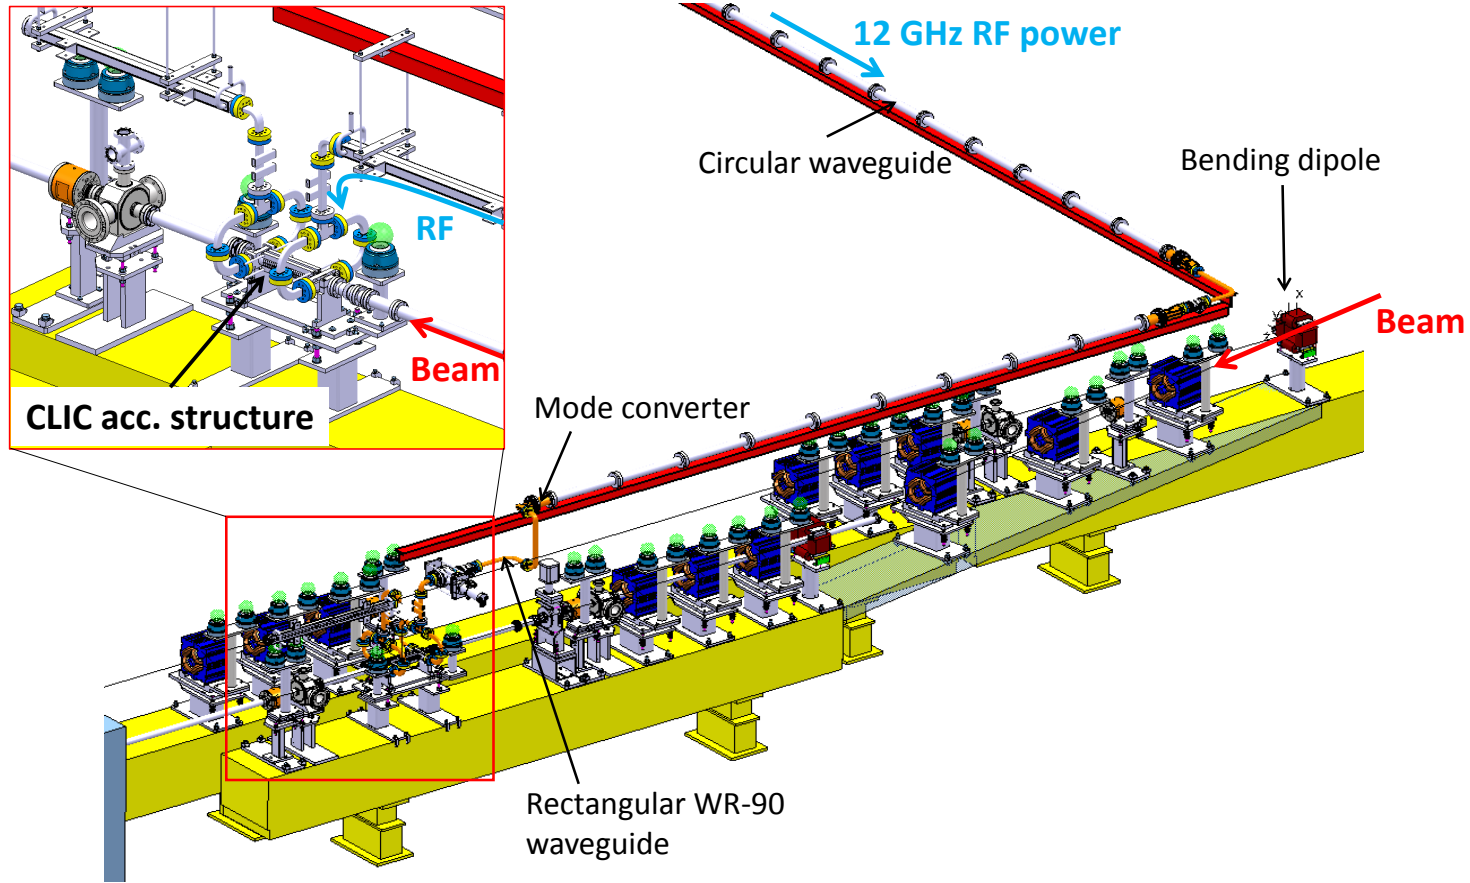 12 GHz RF power
Circular waveguide
Bending dipole
RF
Beam
Beam
CLIC acc. structure
Mode converter
Rectangular WR-90
waveguide
X